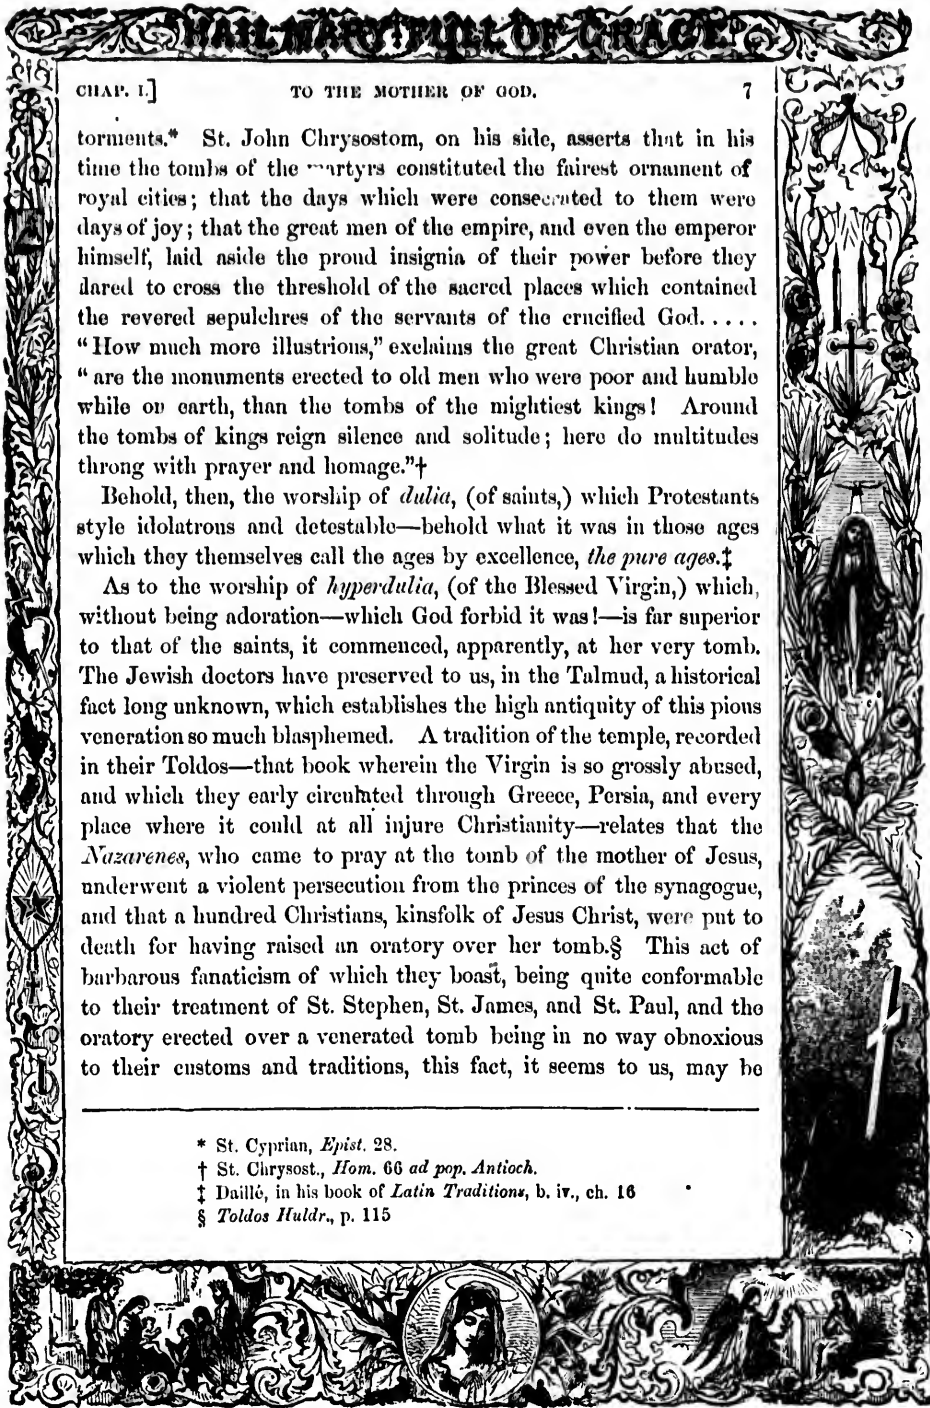 HAIL MARY! FULL OF GRACE
CHAP. I.] TO THE MOTHER OF GOD. 7
torments.* St. John Chrysostom, on his side, asserts that in his
time the tombs of the martyrs constituted the fairest ornament of
royal cities; that the days which were consecrated to them were
days of joy; that the great men of the empire, and even the emperor
himself, laid aside the proud insignia of their power before they
dared to cross the threshold of the sacred places which contained
the revered sepulchres of the servants of the crucified God.....
"How much more illustrious," exclaims the great Christian orator,
"are the monuments erected to old men who were poor and humble
while on earth, than the tombs of the mightiest kings! Around
the tombs of kings reign silence and solitude; here do multitudes
throng with prayer and homage."†
Behold, then, the worship of dulia, (of saints,) which Protestants
style idolatrous and detestable—behold what it was in those ages
which they themselves call the ages by excellence, the pure ages.‡
As to the worship of hyperdulia, (of the Blessed Virgin,) which,
without being adoration—which God forbid it was!—is far superior
to that of the saints, it commenced, apparently, at her very tomb.
The Jewish doctors have preserved to us, in the Talmud, a historical
fact long unknown, which establishes the high antiquity of this pious
veneration so much blasphemed. A tradition of the temple, recorded
in their Toldos—that book wherein the Virgin is so grossly abused,
and which they early circulated through Greece, Persia, and every
place where it could at all injure Christianity—relates that the
Nazarenes, who came to pray at the tomb of the mother of Jesus,
underwent a violent persecution from the princes of the synagogue,
and that a hundred Christians, kinsfolk of Jesus Christ, were put to
death for having raised an oratory over her tomb.§ This act of
barbarous fanaticism of which they boast, being quite conformable
to their treatment of St. Stephen, St. James, and St. Paul, and the
oratory erected over a venerated tomb being in no way obnoxious
to their customs and traditions, this fact, it seems to us, may be
* St. Cyprian, Epist. 28.
† St. Chrysost., Hom. 66 ad pop. Antioch.
‡ Daillé, in his book of Latin Traditions, b. iv., ch. 16
§ Toldos Huldr., p. 115